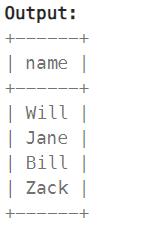 Output:
+------+
| name |
+------+
| Will |
| Jane |
| Bill |
| Zack |
+------+